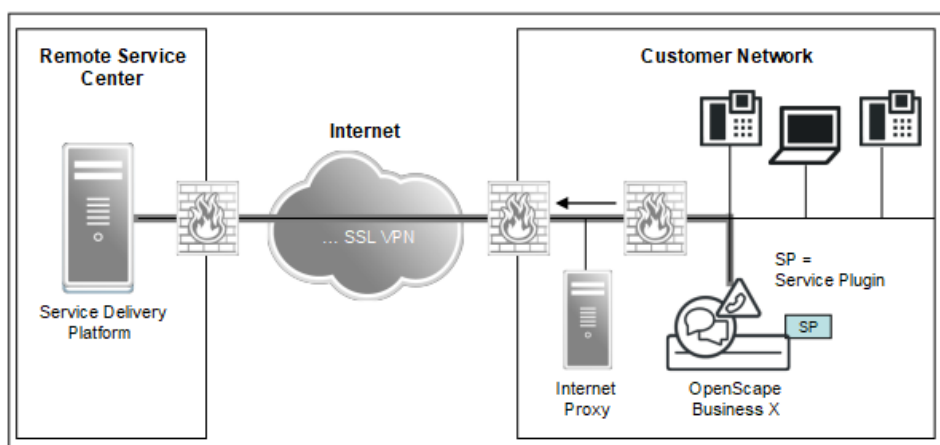 Remote Service
Center
Customer Network
Internet
... SSL VPN
SP =
Service Plugin
Service Delivery
Platform
SP
Internet
Proxy
OpenScape
Business X